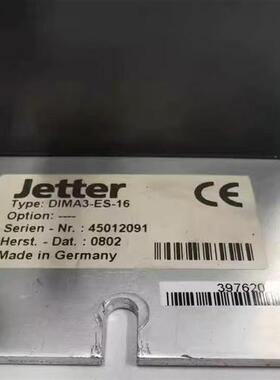 Jetter
CE
Type: DIMA3-ES-16
Option: ----
Serien - Nr. : 45012091
Herst. - Dat. : 0802
Made in Germany
397620